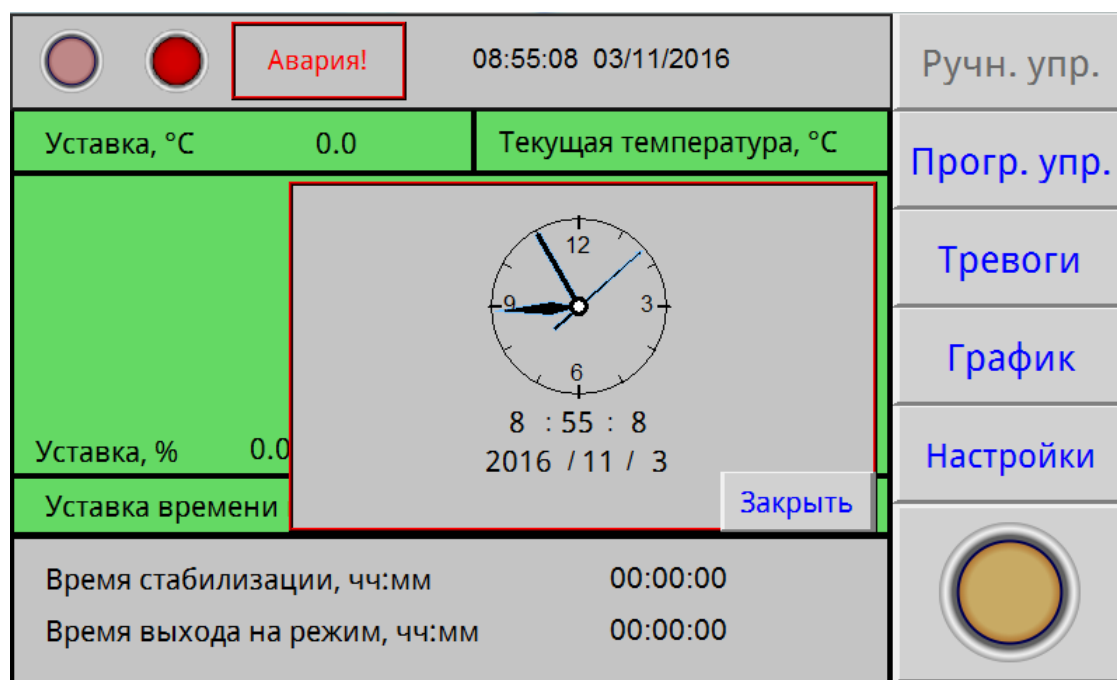 Авария!
08:55:08 03/11/2016
Ручн. упр.
Уставка, °C 0.0
Текущая температура, °C
Прогр. упр.
Тревоги
График
Настройки
12
9
3
6
8 : 55 : 8
2016 / 11 / 3
Закрыть
Уставка, % 0.0
Уставка времени
Время стабилизации, чч:мм 00:00:00
Время выхода на режим, чч:мм 00:00:00